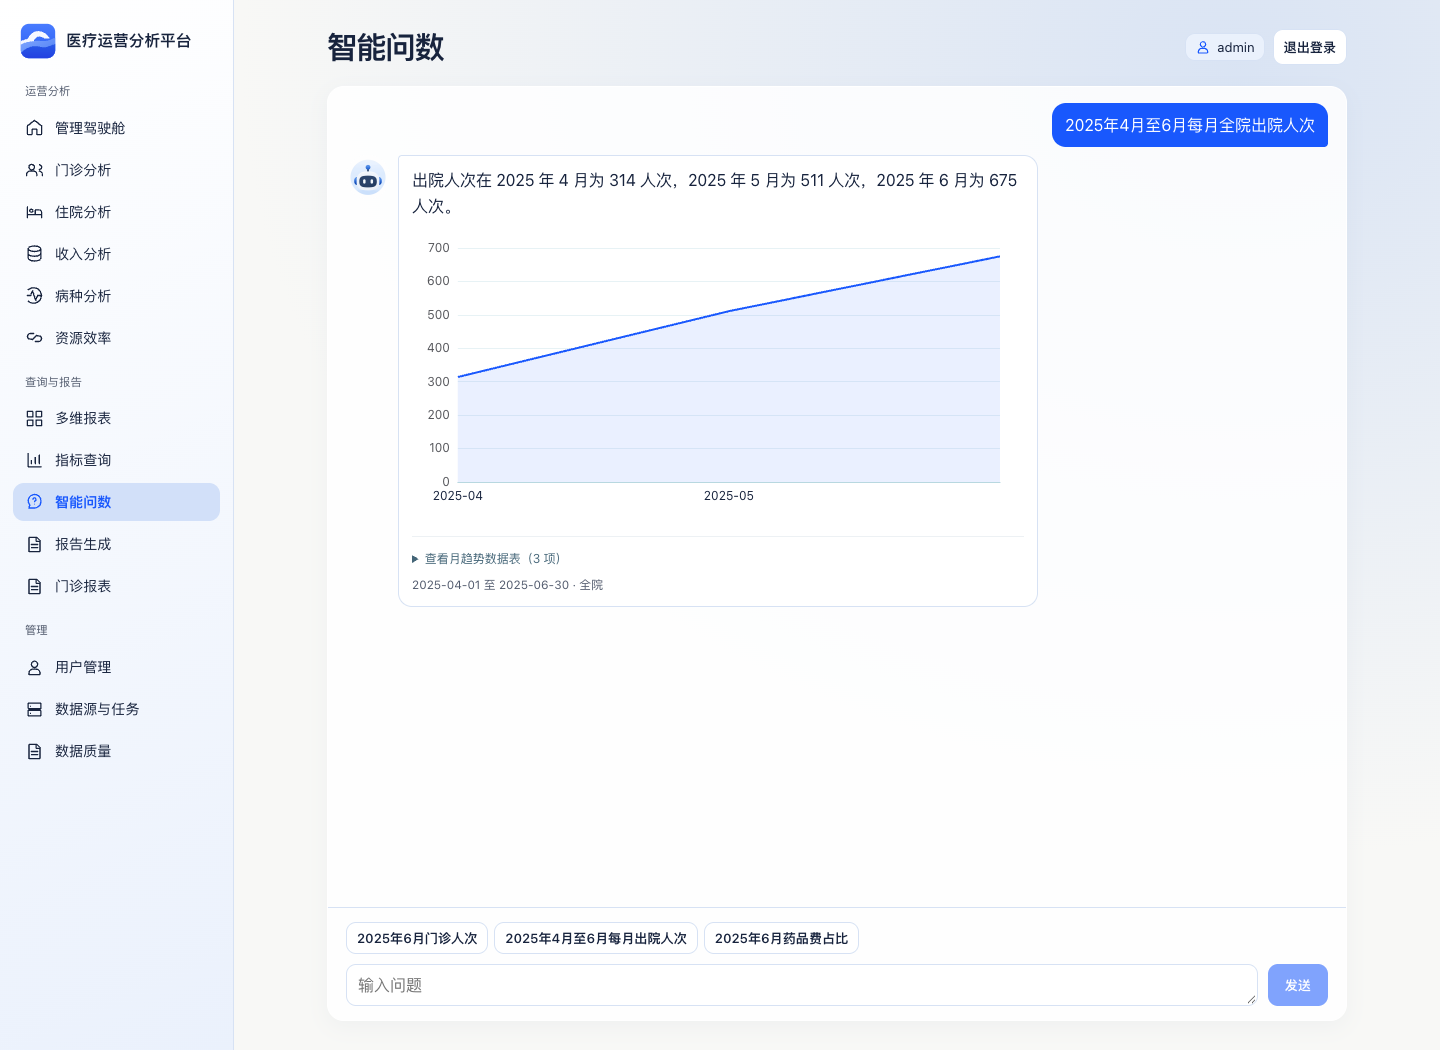 医疗运营分析平台
运营分析
管理驾驶舱
门诊分析
住院分析
收入分析
病种分析
资源效率
查询与报告
多维报表
指标查询
智能问数
报告生成
门诊报表
管理
用户管理
数据源与任务
数据质量
智能问数
admin
退出登录
2025年4月至6月每月全院出院人次
出院人次在 2025 年 4 月为 314 人次，2025 年 5 月为 511 人次，2025 年 6 月为 675
人次。
700
600
500
400
300
200
100
0
2025-04
2025-05
查看月趋势数据表（3 项）
2025-04-01 至 2025-06-30 · 全院
2025年6月门诊人次
2025年4月至6月每月出院人次
2025年6月药品费占比
输入问题
发送